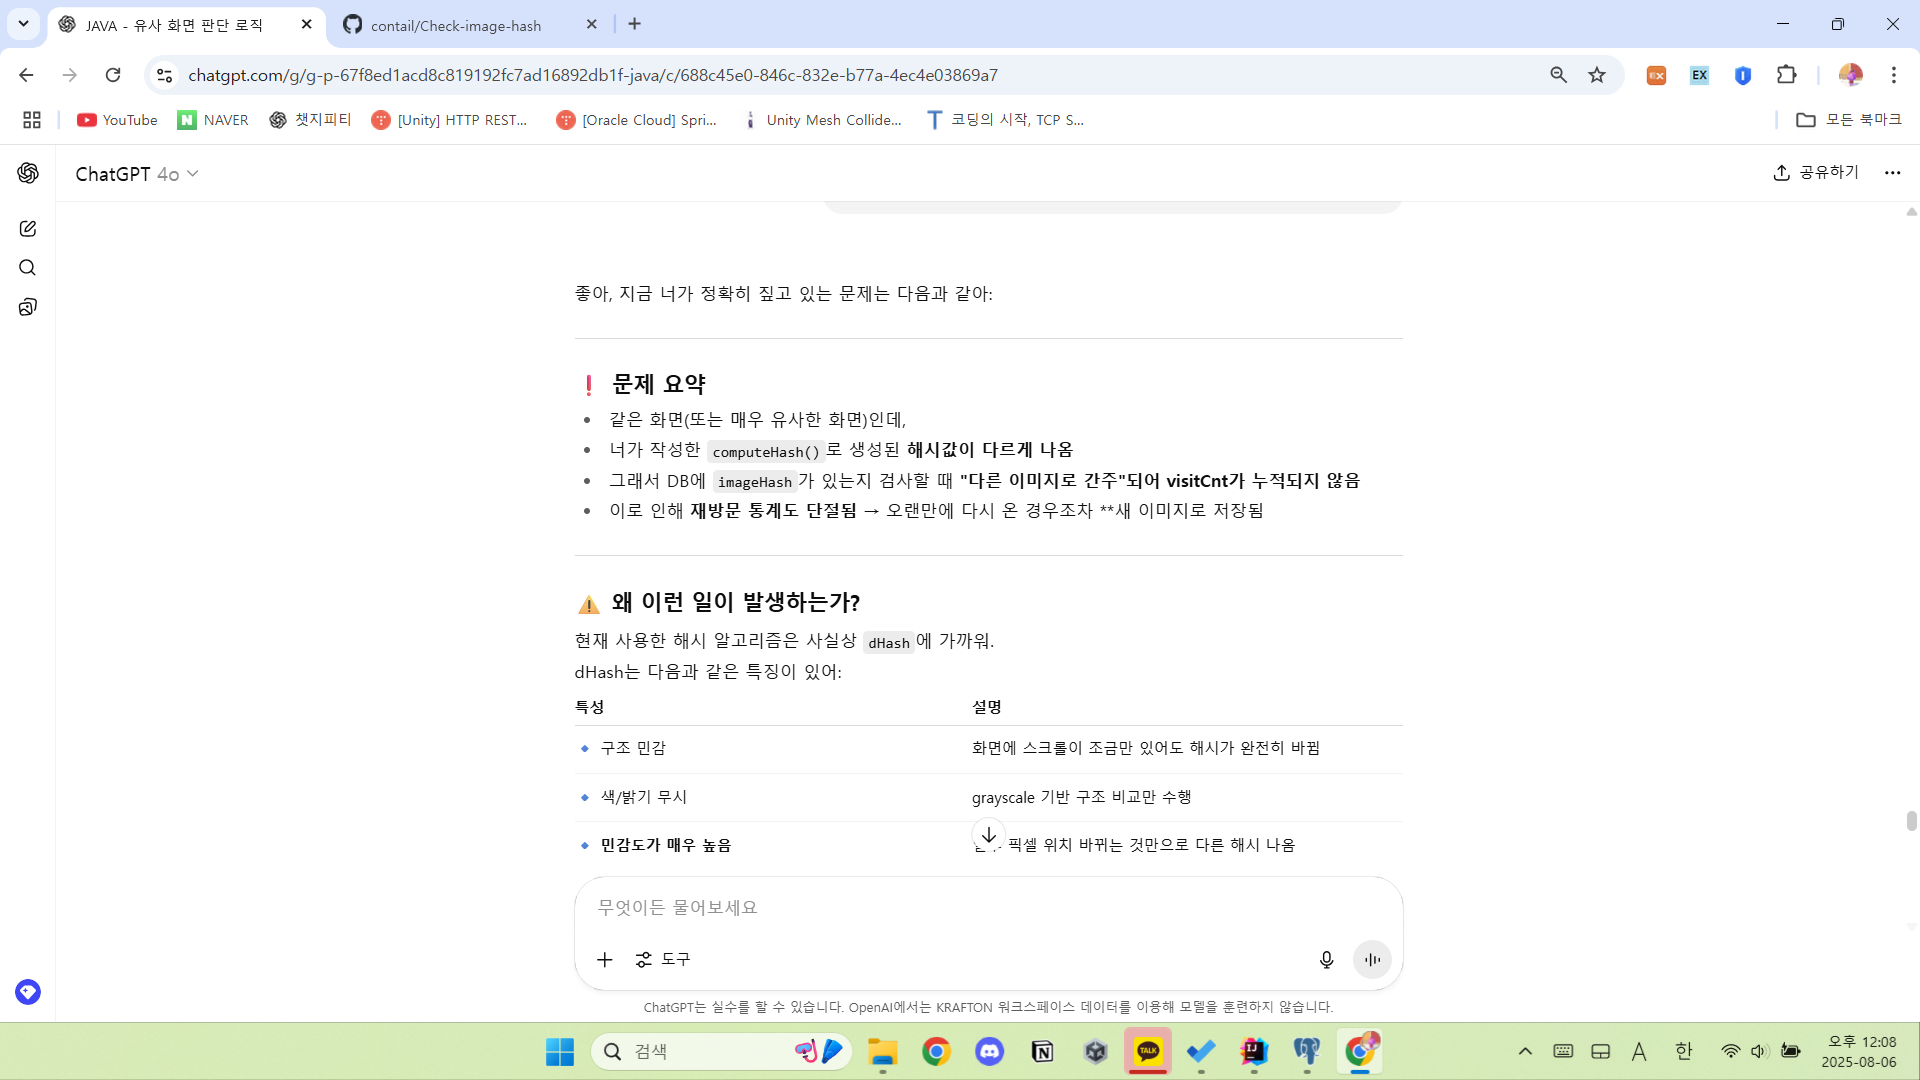 JAVA - 유사 화면 판단 로직
contail/Check-image-hash
chatgpt.com/g/g-p-67f8ed1acd8c819192fc7ad16892db1f-java/c/688c45e0-846c-832e-b77a-4ec4e03869a7
EX
EX
YouTube
NAVER
챗지피티
[Unity] HTTP REST...
[Oracle Cloud] Spri...
Unity Mesh Collide...
코딩의 시작, TCP S...
모든 북마크
ChatGPT 4o
공유하기
좋아, 지금 너가 정확히 짚고 있는 문제는 다음과 같아:
❗ 문제 요약
• 같은 화면(또는 매우 유사한 화면)인데,
• 너가 작성한 computeHash()로 생성된 해시값이 다르게 나옴
• 그래서 DB에 imageHash가 있는지 검사할 때 "다른 이미지로 간주"되어 visitCnt가 누적되지 않음
• 이로 인해 재방문 통계도 단절됨 → 오랜만에 다시 온 경우조차 **새 이미지로 저장됨
⚠️ 왜 이런 일이 발생하는가?
현재 사용한 해시 알고리즘은 사실상 dHash에 가까워.
dHash는 다음과 같은 특징이 있어:
특성 설명
🔹 구조 민감 화면에 스크롤이 조금만 있어도 해시가 완전히 바뀜
🔹 색/밝기 무시 grayscale 기반 구조 비교만 수행
🔹 민감도가 매우 높음 픽셀 위치 바뀌는 것만으로 다른 해시 나옴
무엇이든 물어보세요
도구
ChatGPT는 실수를 할 수 있습니다. OpenAI에서는 KRAFTON 워크스페이스 데이터를 이용해 모델을 훈련하지 않습니다.
검색
TALK
IJ
A
한
오후 12:08
2025-08-06